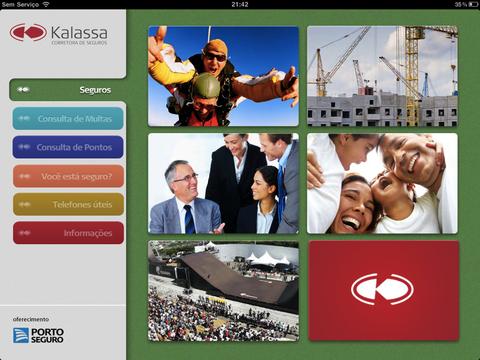 Sem Serviço
21:42
35%
Kalassa
CORRETORA DE SEGUROS
Seguros
Consulta de Multas
Consulta de Pontos
Você está seguro?
Telefones úteis
Informações
oferecimento
PORTO
SEGURO